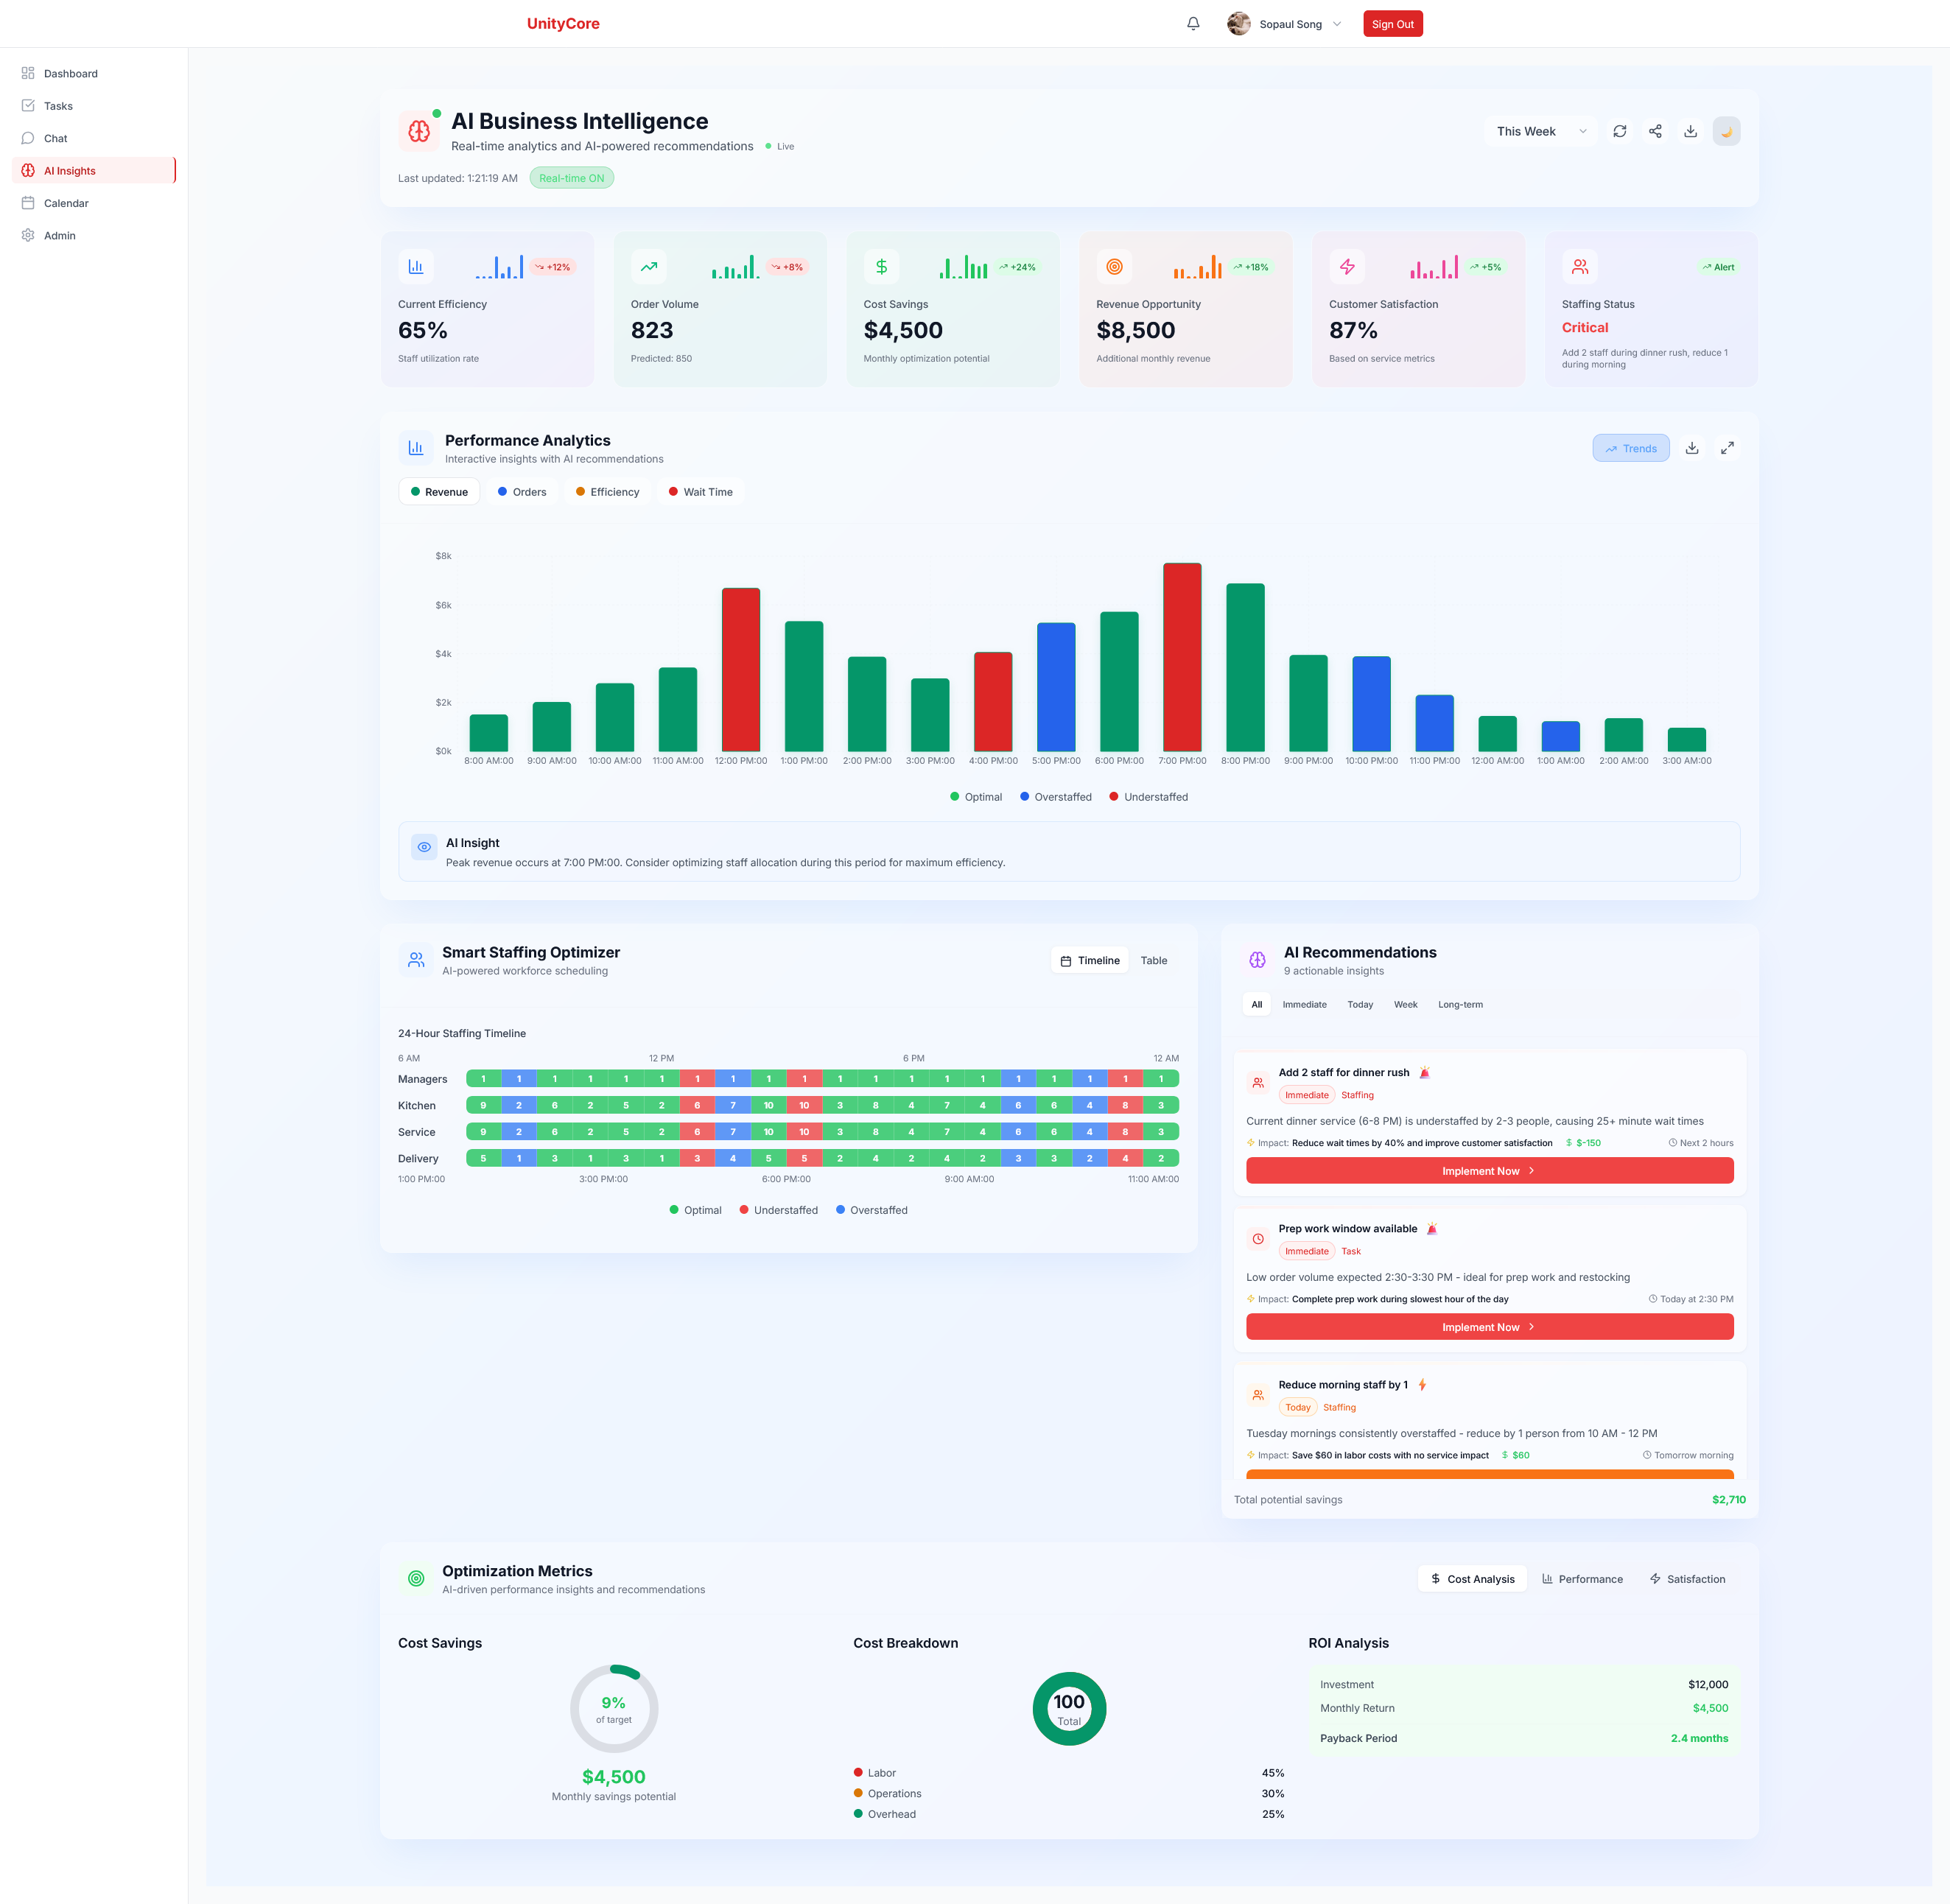 UnityCore
Sopaul Song
Sign Out
Dashboard
Tasks
Chat
AI Insights
Calendar
Admin
AI Business Intelligence
Real-time analytics and AI-powered recommendations
Live
This Week
Last updated: 1:21:19 AM
Real-time ON
+12%
Current Efficiency
65%
Staff utilization rate
+8%
Order Volume
823
Predicted: 850
+24%
Cost Savings
$4,500
Monthly optimization potential
+18%
Revenue Opportunity
$8,500
Additional monthly revenue
+5%
Customer Satisfaction
87%
Based on service metrics
Alert
Staffing Status
Critical
Add 2 staff during dinner rush, reduce 1
during morning
Performance Analytics
Interactive insights with AI recommendations
Trends
Revenue
Orders
Efficiency
Wait Time
$8k
$6k
$4k
$2k
$0k
8:00 AM:00 9:00 AM:00 10:00 AM:00 11:00 AM:00 12:00 PM:00 1:00 PM:00 2:00 PM:00 3:00 PM:00 4:00 PM:00 5:00 PM:00 6:00 PM:00 7:00 PM:00 8:00 PM:00 9:00 PM:00 10:00 PM:00 11:00 PM:00 12:00 AM:00 1:00 AM:00 2:00 AM:00 3:00 AM:00
Optimal Overstaffed Understaffed
AI Insight
Peak revenue occurs at 7:00 PM:00. Consider optimizing staff allocation during this period for maximum efficiency.
Smart Staffing Optimizer
AI-powered workforce scheduling
Timeline
Table
24-Hour Staffing Timeline
6 AM 12 PM 6 PM 12 AM
Managers 1 1 1 1 1 1 1 1 1 1 1 1 1 1 1 1 1 1 1 1
Kitchen 9 2 6 2 5 2 6 7 10 10 3 8 4 7 4 6 6 4 8 3
Service 9 2 6 2 5 2 6 7 10 10 3 8 4 7 4 6 6 4 8 3
Delivery 5 1 3 1 3 1 3 4 5 5 2 4 2 4 2 3 3 2 4 2
1:00 PM:00 3:00 PM:00 6:00 PM:00 9:00 AM:00 11:00 AM:00
Optimal Understaffed Overstaffed
AI Recommendations
9 actionable insights
All Immediate Today Week Long-term
Add 2 staff for dinner rush
Immediate Staffing
Current dinner service (6-8 PM) is understaffed by 2-3 people, causing 25+ minute wait times
Impact: Reduce wait times by 40% and improve customer satisfaction $ $-150 Next 2 hours
Implement Now
Prep work window available
Immediate Task
Low order volume expected 2:30-3:30 PM - ideal for prep work and restocking
Impact: Complete prep work during slowest hour of the day Today at 2:30 PM
Implement Now
Reduce morning staff by 1
Today Staffing
Tuesday mornings consistently overstaffed - reduce by 1 person from 10 AM - 12 PM
Impact: Save $60 in labor costs with no service impact $ $60 Tomorrow morning
Total potential savings $2,710
Optimization Metrics
AI-driven performance insights and recommendations
$ Cost Analysis
Performance
Satisfaction
Cost Savings
9%
of target
$4,500
Monthly savings potential
Cost Breakdown
100
Total
Labor 45%
Operations 30%
Overhead 25%
ROI Analysis
Investment $12,000
Monthly Return $4,500
Payback Period 2.4 months